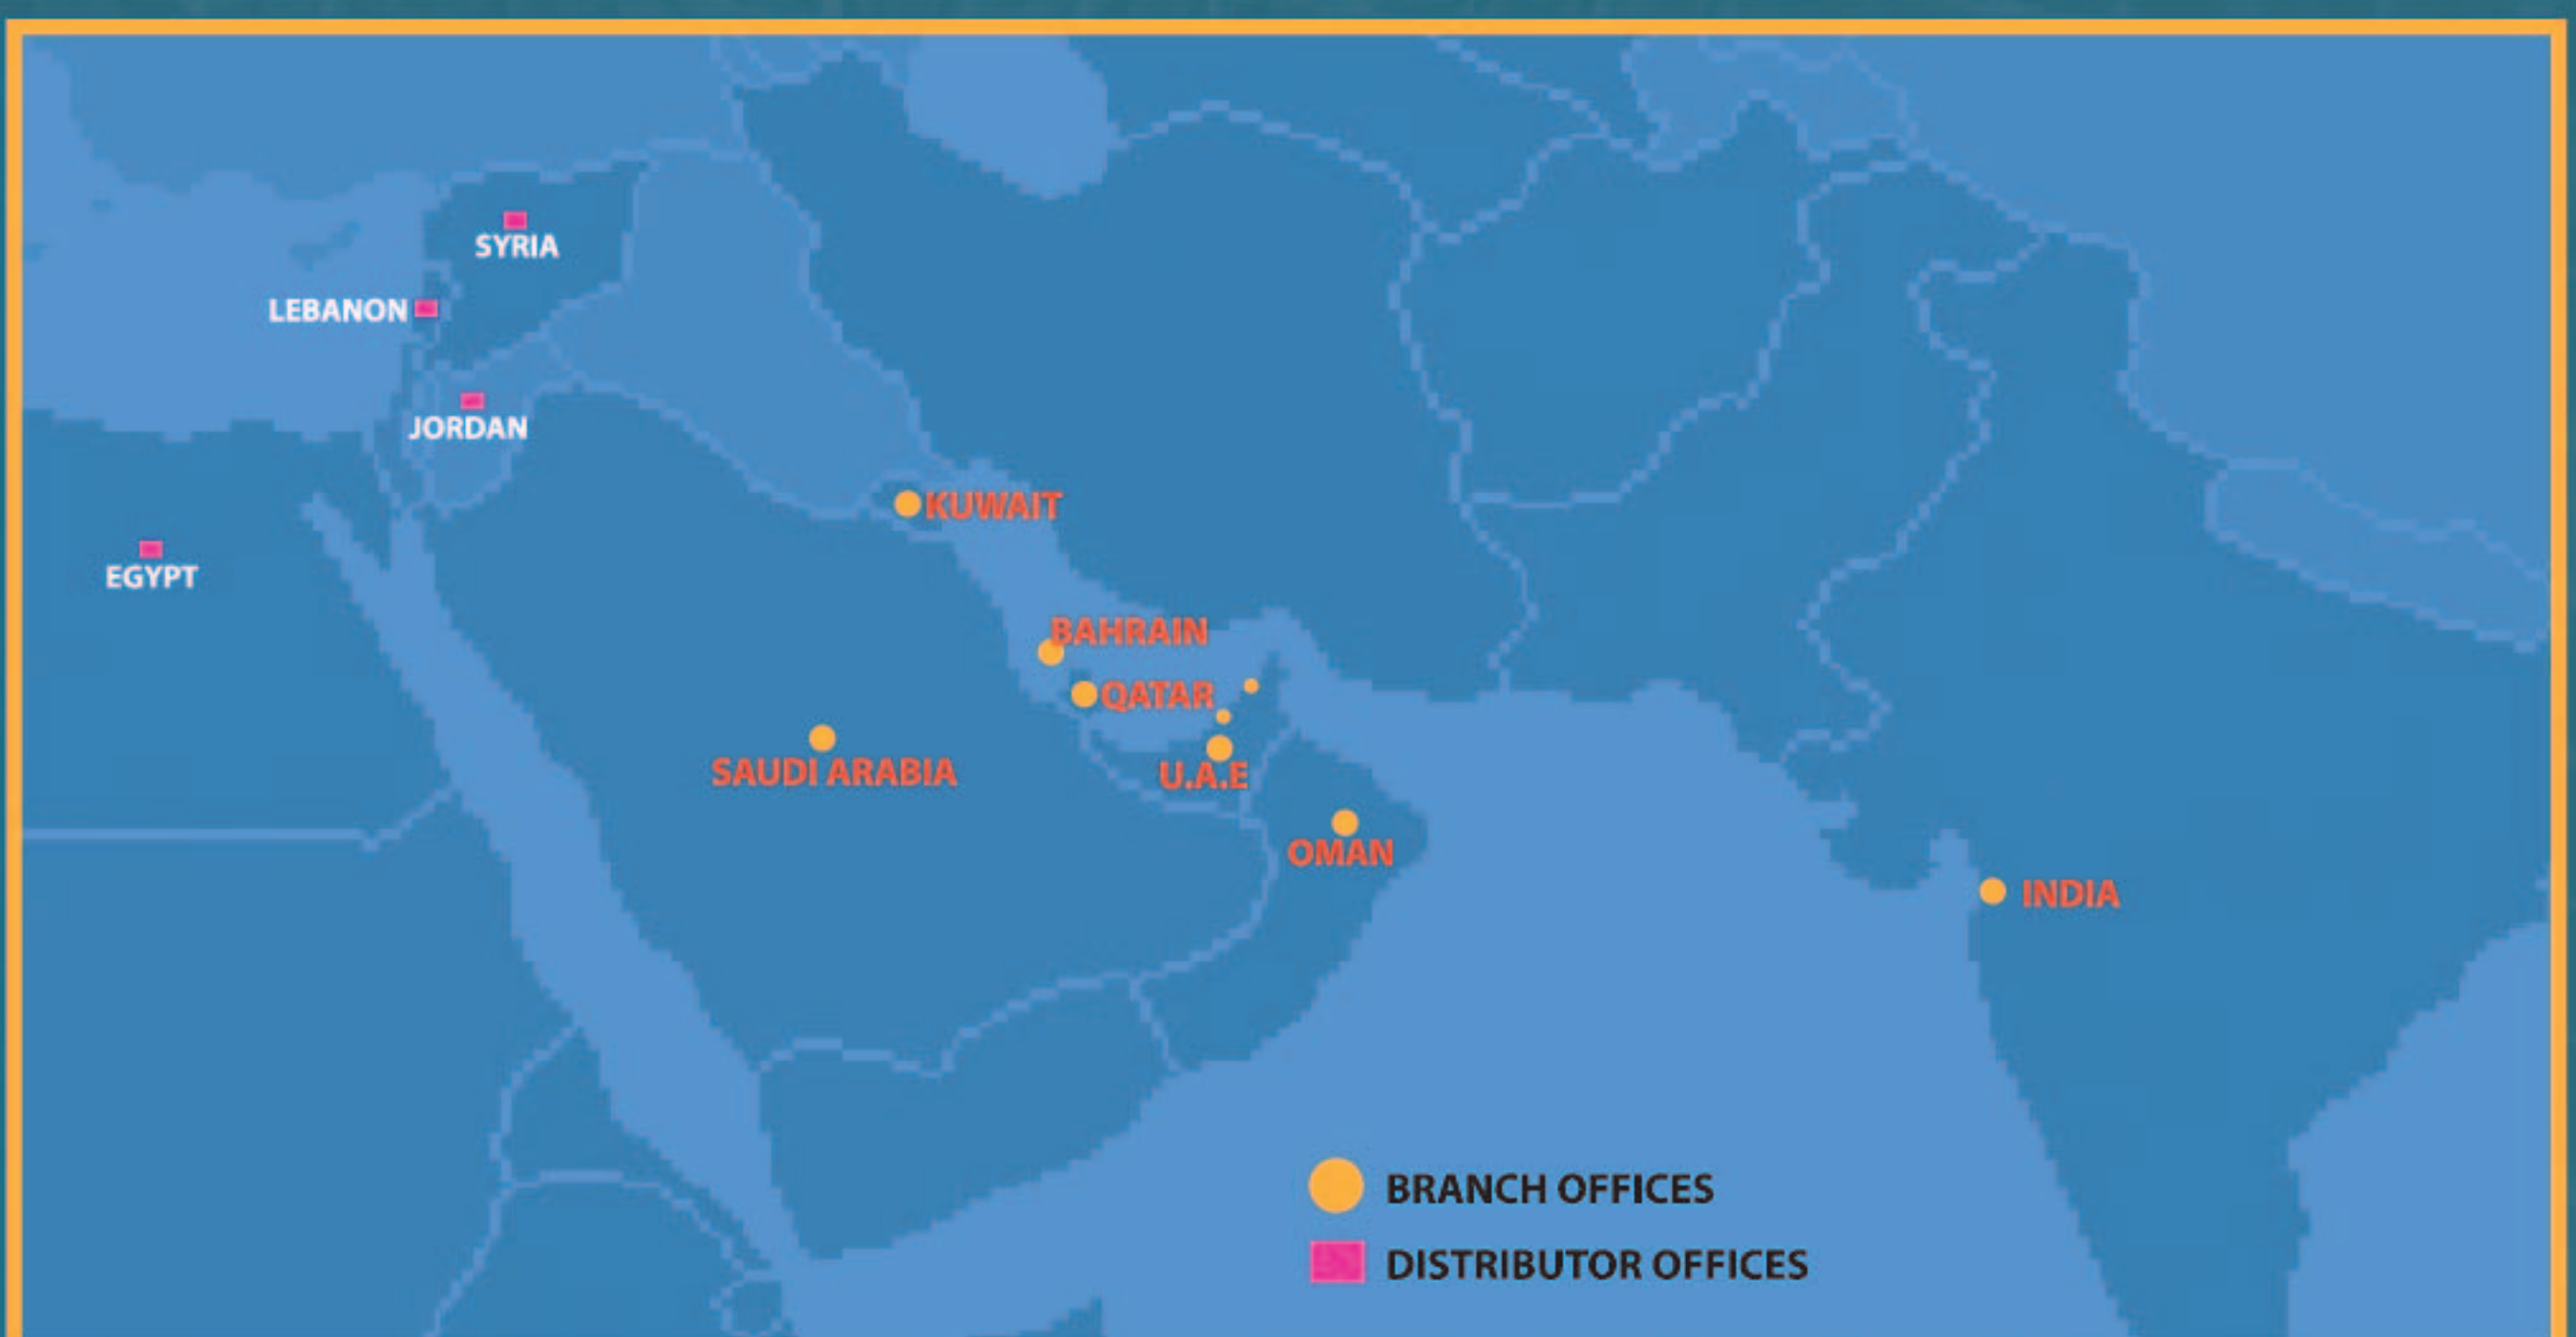 SYRIA
LEBANON
JORDAN
KUWAIT
EGYPT
BAHRAIN
QATAR
SAUDI ARABIA
U.A.E
OMAN
INDIA
BRANCH OFFICES
DISTRIBUTOR OFFICES